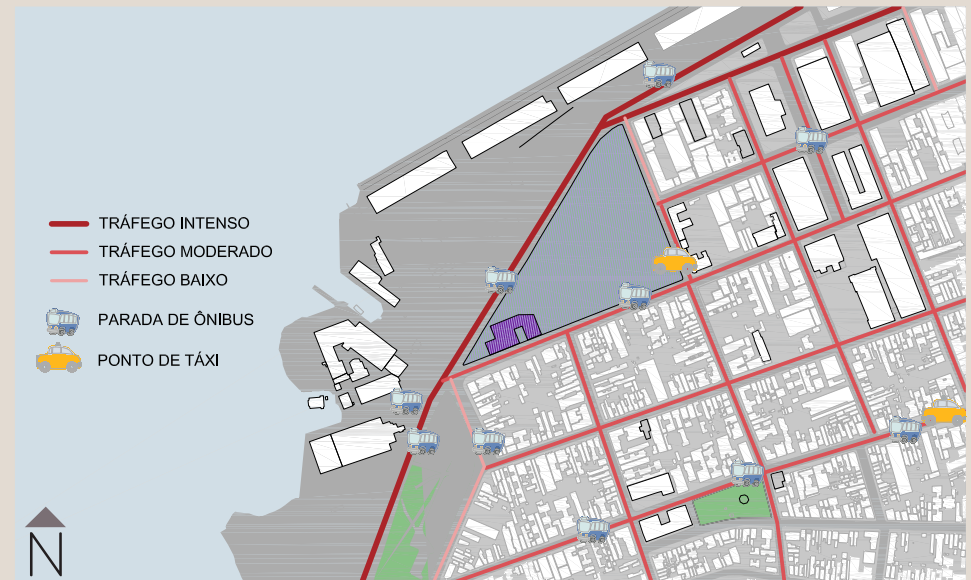 TRÁFEGO INTENSO
TRÁFEGO MODERADO
TRÁFEGO BAIXO
PARADA DE ÔNIBUS
PONTO DE TÁXI
N